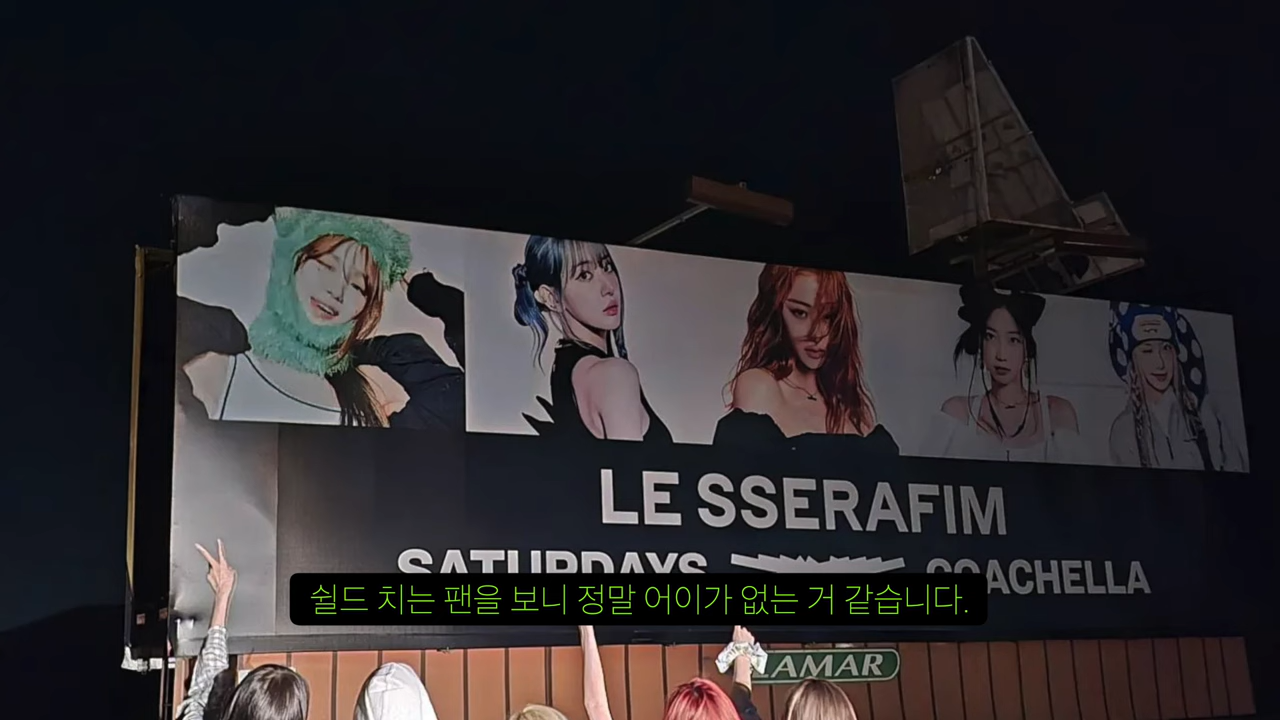 LE SSERAFIM
SATURDAYS COACHELLA
쉴드 치는 팬을 보니 정말 어이가 없는 거 같습니다.
LAMAR